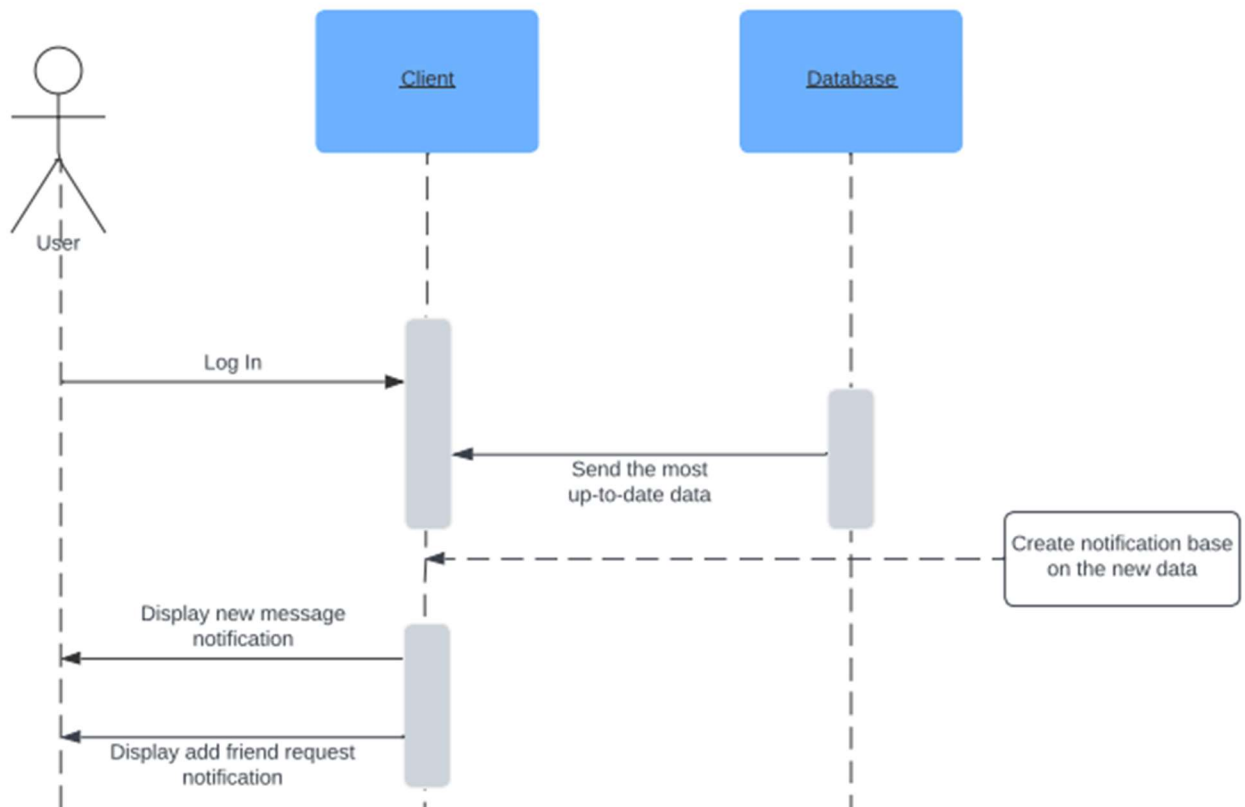 Client
Database
User
Log In
Send the most
up-to-date data
Create notification base
on the new data
Display new message
notification
Display add friend request
notification